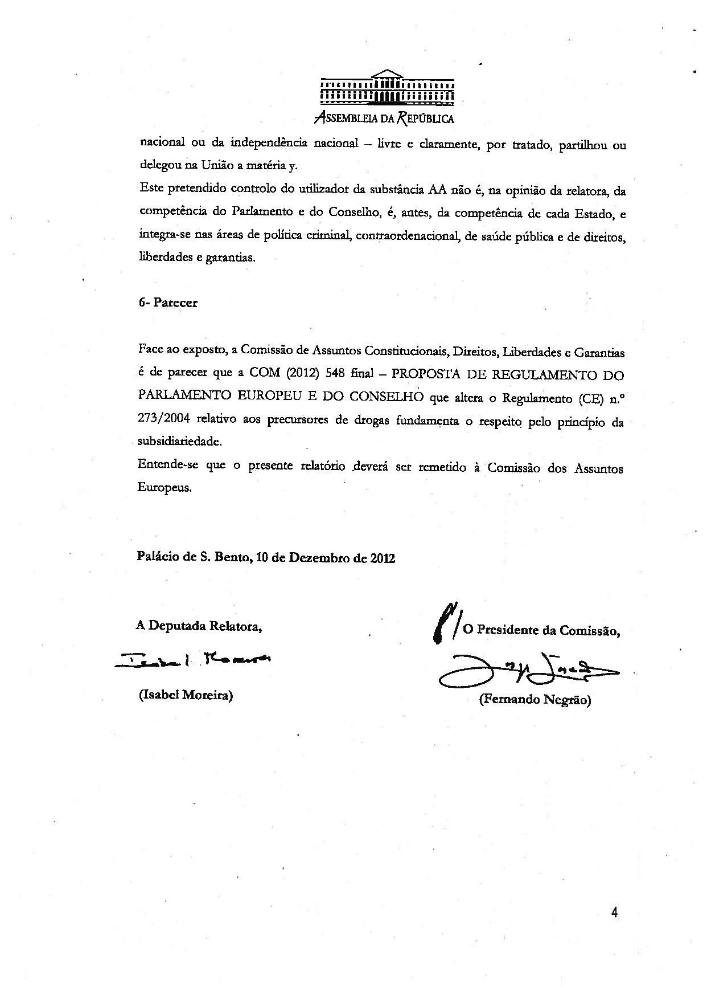 ASSEMBLEIA DA REPÚBLICA
nacional ou da independência nacional – livre e claramente, por tratado, partilhou ou
delegou na União a matéria y.
Este pretendido controlo do utilizador da substância AA não é, na opinião da relatora, da
competência do Parlamento e do Conselho, é, antes, da competência de cada Estado, e
integra-se nas áreas de política criminal, contraordenacional, de saúde pública e de direitos,
liberdades e garantias.
6- Parecer
Face ao exposto, a Comissão de Assuntos Constitucionais, Direitos, Liberdades e Garantias
é de parecer que a COM (2012) 548 final – PROPOSTA DE REGULAMENTO DO
PARLAMENTO EUROPEU E DO CONSELHO que altera o Regulamento (CE) n.º
273/2004 relativo aos precursores de drogas fundamenta o respeito pelo princípio da
subsidiariedade.
Entende-se que o presente relatório deverá ser remetido à Comissão dos Assuntos
Europeus.
Palácio de S. Bento, 10 de Dezembro de 2012
A Deputada Relatora,
O Presidente da Comissão,
Isabel Moreira
(Isabel Moreira)
(Fernando Negrão)
4